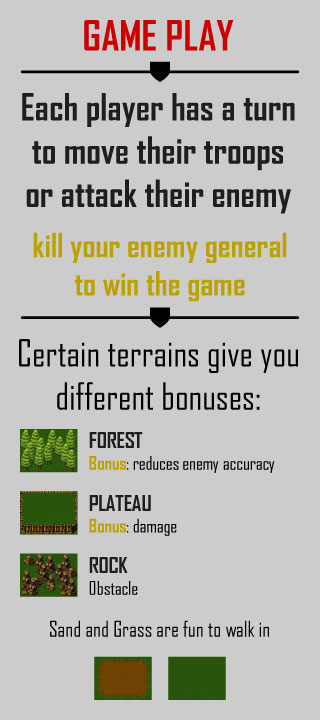 GAME PLAY
Each player has a turn
to move their troops
or attack their enemy
kill your enemy general
to win the game
Certain terrains give you
different bonuses:
FOREST
Bonus: reduces enemy accuracy
PLATEAU
Bonus: damage
ROCK
Obstacle
Sand and Grass are fun to walk in